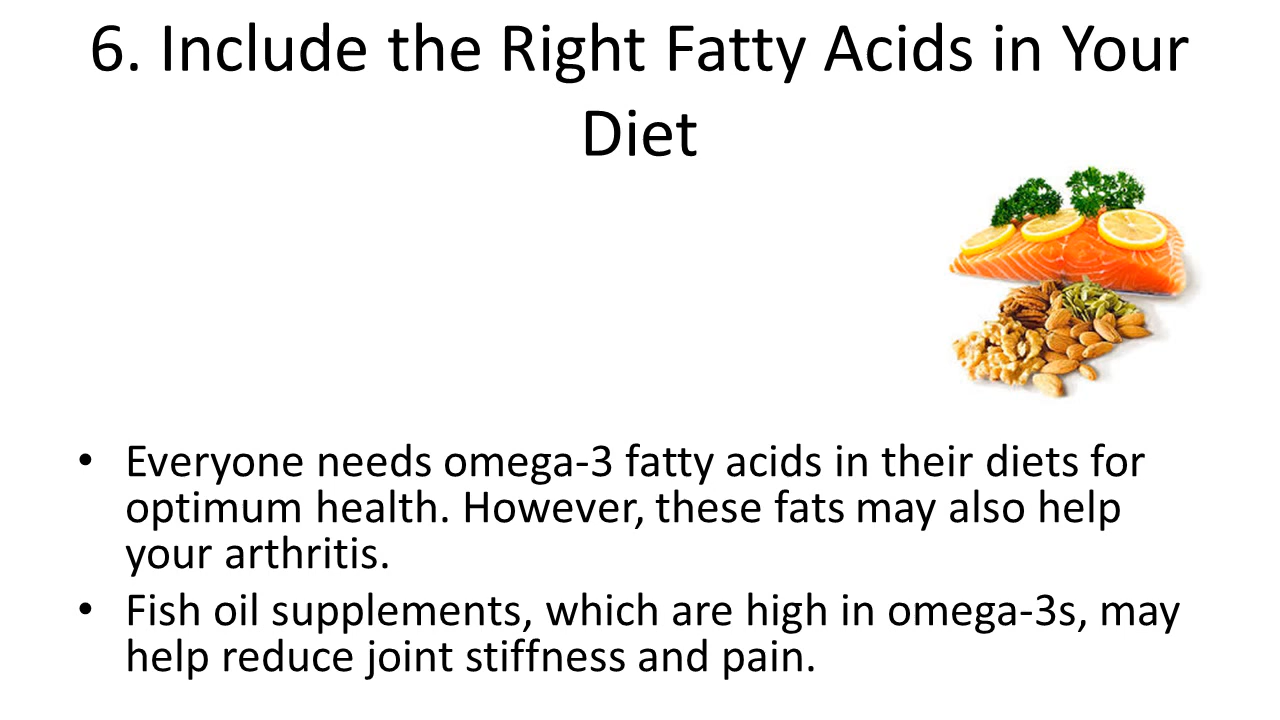 6. Include the Right Fatty Acids in Your
Diet
• Everyone needs omega-3 fatty acids in their diets for
optimum health. However, these fats may also help
your arthritis.
• Fish oil supplements, which are high in omega-3s, may
help reduce joint stiffness and pain.